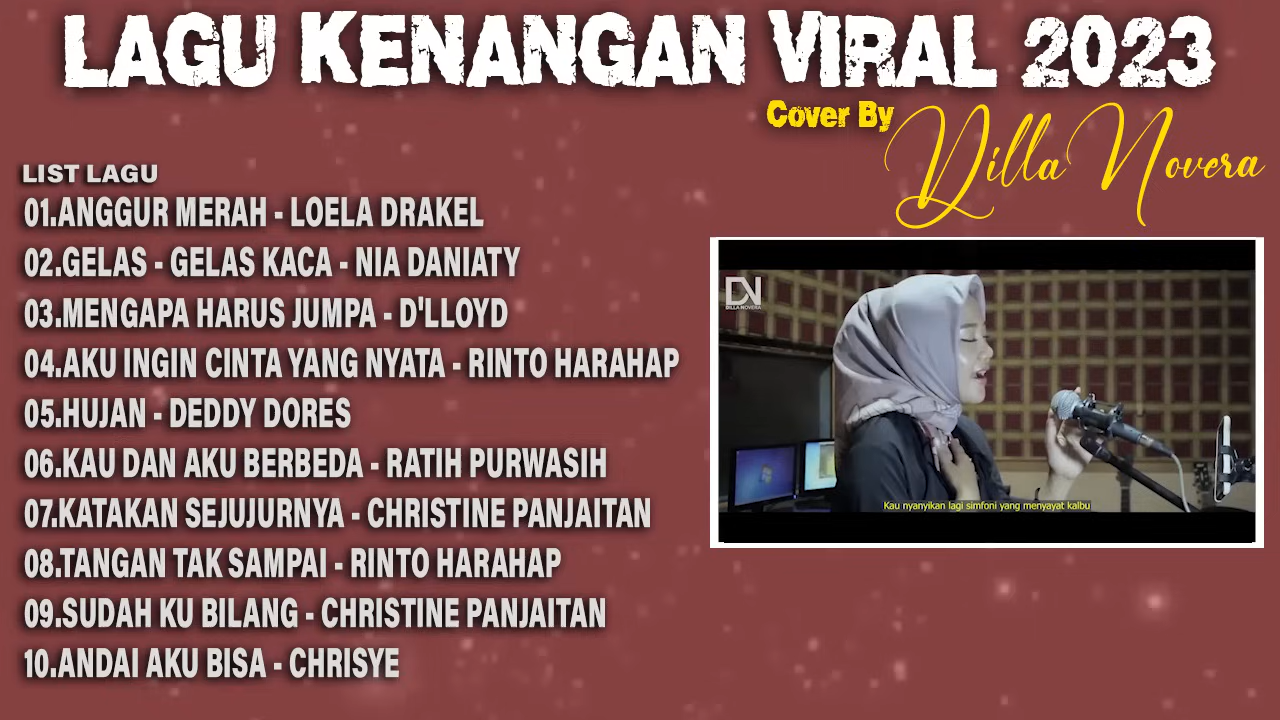 LAGU KENANGAN VIRAL 2023
Cover By Dilla Novera
LIST LAGU
01.ANGGUR MERAH - LOELA DRAKEL
02.GELAS - GELAS KACA - NIA DANIATY
03.MENGAPA HARUS JUMPA - D'LLOYD
04.AKU INGIN CINTA YANG NYATA - RINTO HARAHAP
05.HUJAN - DEDDY DORES
06.KAU DAN AKU BERBEDA - RATIH PURWASIH
07.KATAKAN SEJUJURNYA - CHRISTINE PANJAITAN
08.TANGAN TAK SAMPAI - RINTO HARAHAP
09.SUDAH KU BILANG - CHRISTINE PANJAITAN
10.ANDAI AKU BISA - CHRISYE
DN
DILLA NOVERA
Kau nyanyikan lagi simfoni yang menyayat kalbu